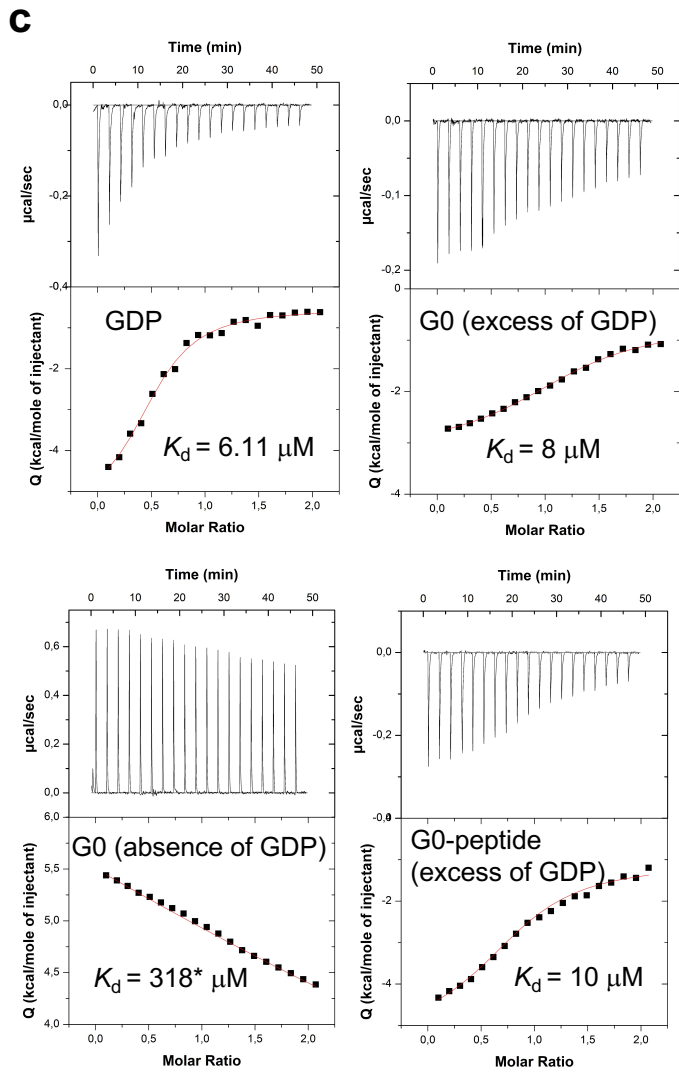 c
Time (min)
0 10 20 30 40 50
0,0
-0,2
-0,4
µcal/sec
GDP
Kd = 6.11 µM
-2
-4
Q (kcal/mole of injectant)
0,0 0,5 1,0 1,5 2,0
Molar Ratio
Time (min)
0 10 20 30 40 50
0,0
-0,1
-0,2
µcal/sec
0
G0 (excess of GDP)
Kd = 8 µM
-2
-4
Q (kcal/mole of injectant)
0,0 0,5 1,0 1,5 2,0
Molar Ratio
Time (min)
0 10 20 30 40 50
0,6
0,4
0,2
0,0
µcal/sec
6,0
G0 (absence of GDP)
Kd = 318* µM
5,5
5,0
4,5
4,0
Q (kcal/mole of injectant)
0,0 0,5 1,0 1,5 2,0
Molar Ratio
Time (min)
0 10 20 30 40 50
0,0
-0,2
µcal/sec
G0-peptide
(excess of GDP)
Kd = 10 µM
-2
-4
Q (kcal/mole of injectant)
0,0 0,5 1,0 1,5 2,0
Molar Ratio